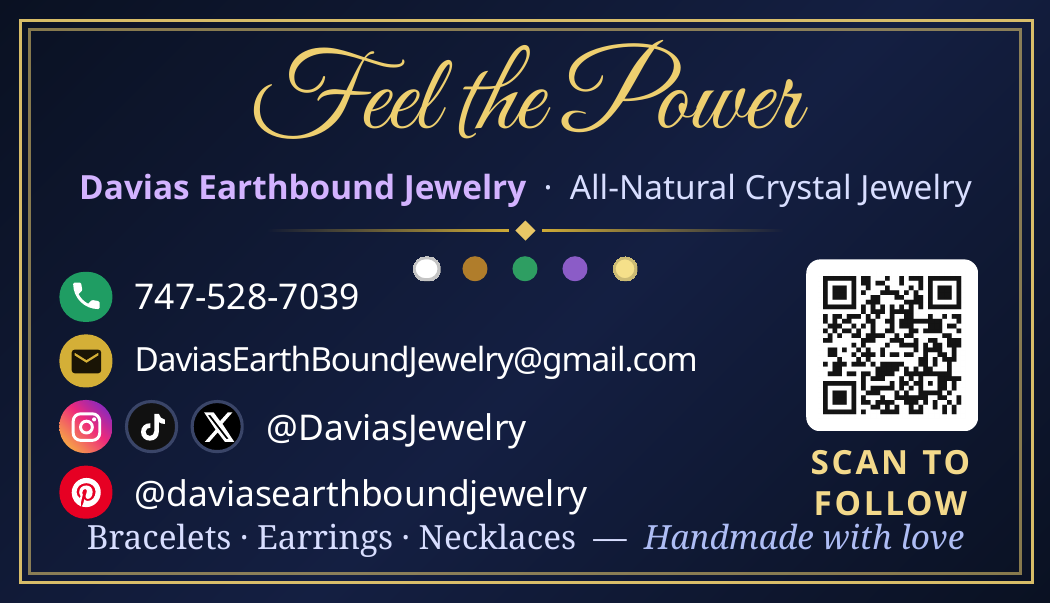 Feel the Power
Davias Earthbound Jewelry · All-Natural Crystal Jewelry
747-528-7039
DaviasEarthBoundJewelry@gmail.com
@DaviasJewelry
@daviasearthboundjewelry
SCAN TO
FOLLOW
Bracelets · Earrings · Necklaces — Handmade with love